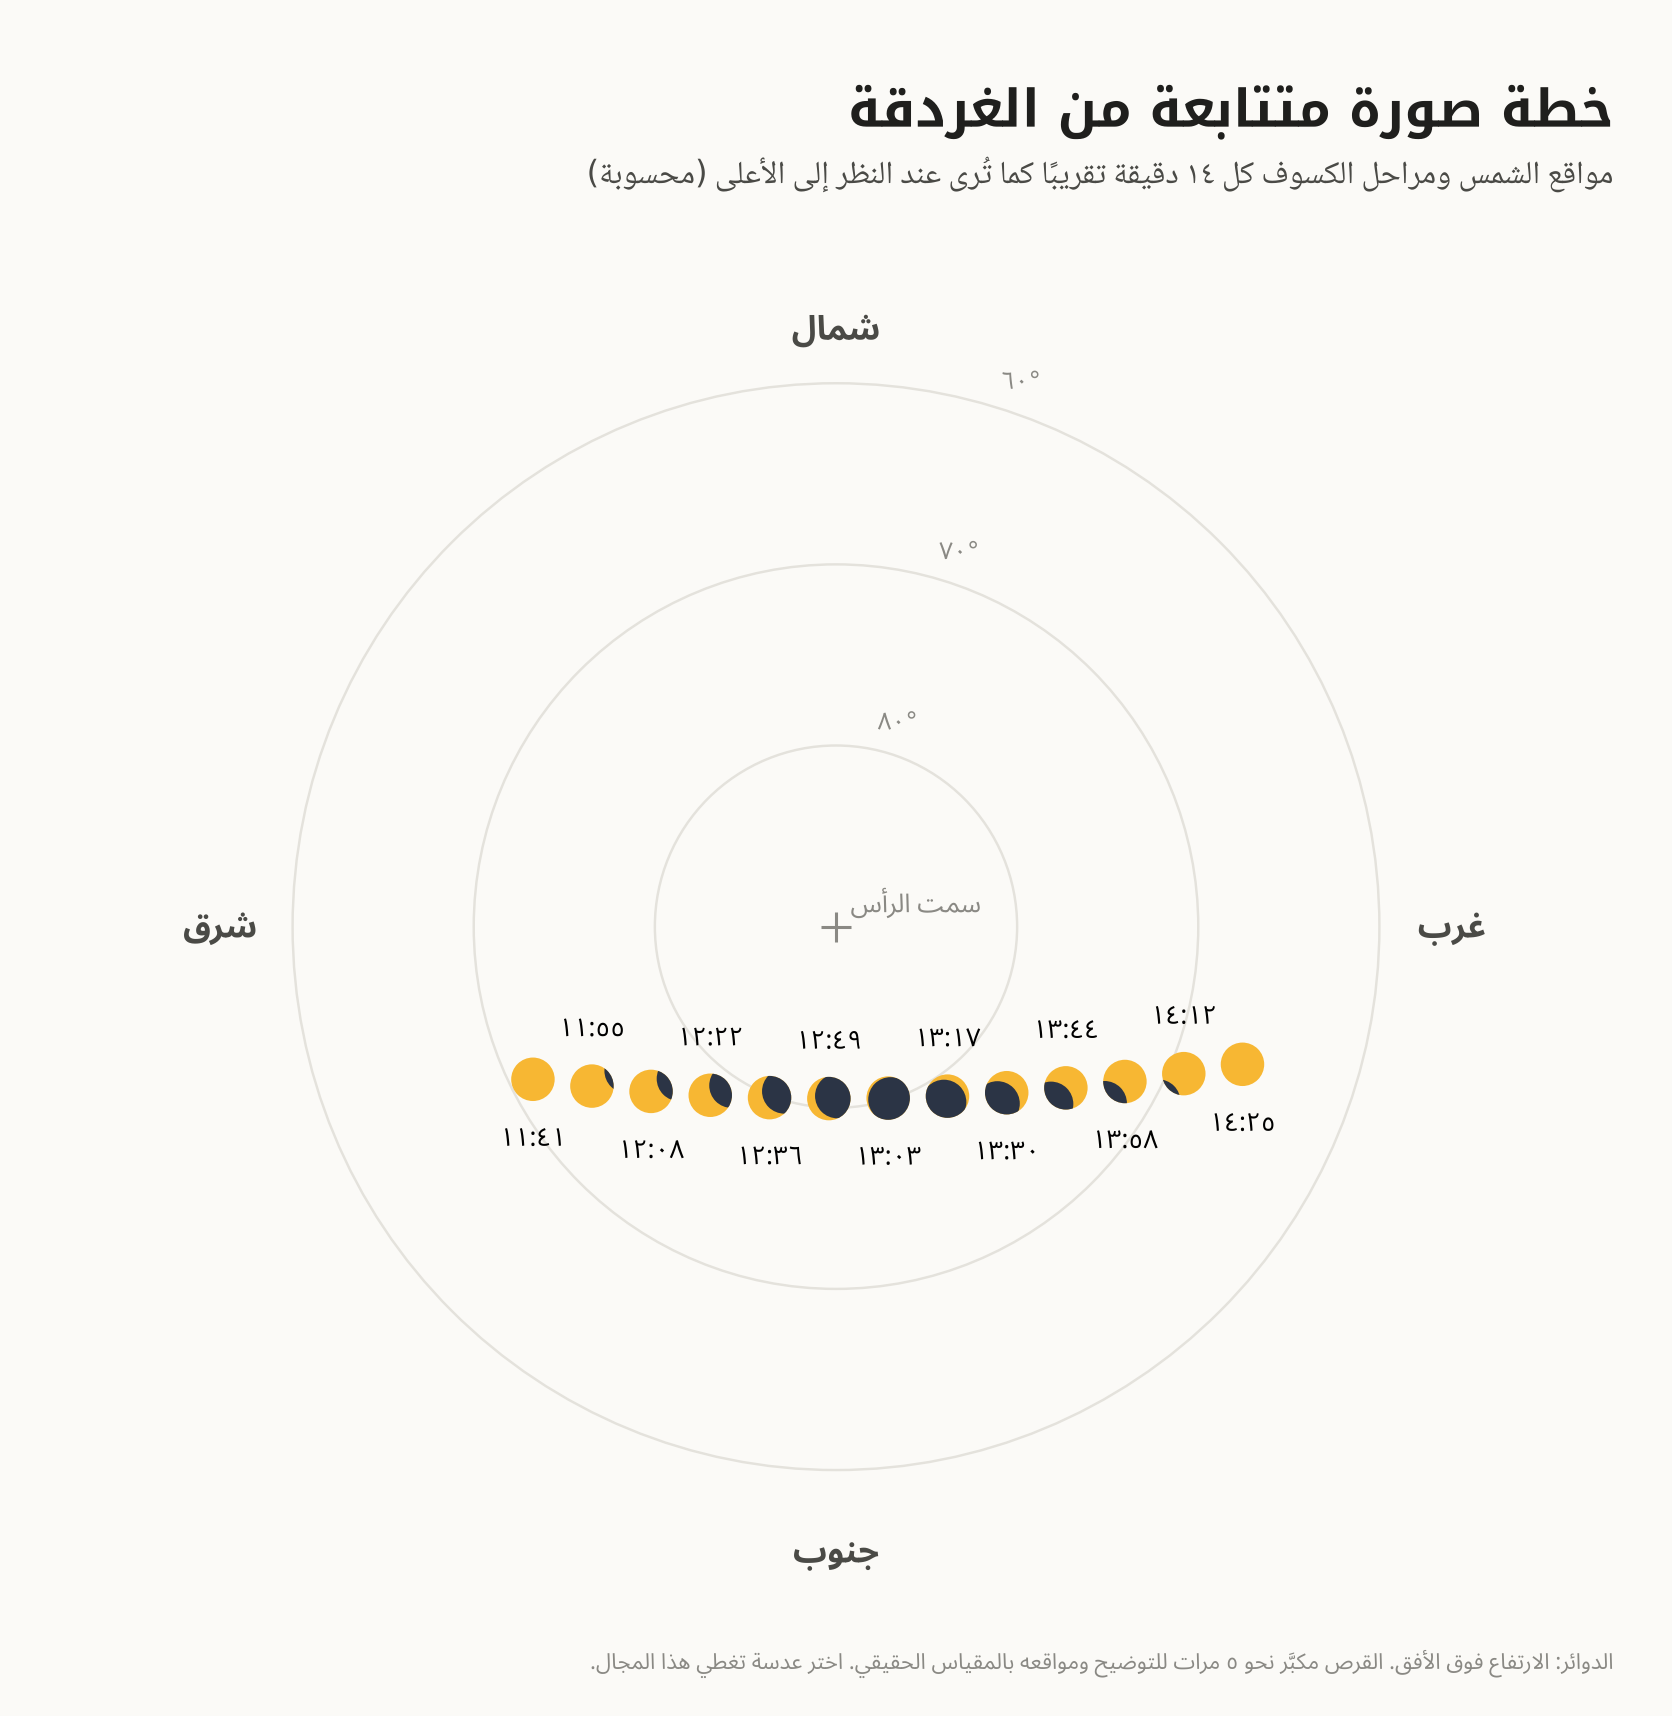 خطة صورة متتابعة من الغردقة
مواقع الشمس ومراحل الكسوف كل ١٤ دقيقة تقريبًا كما تُرى عند النظر إلى الأعلى (محسوبة)
شمال
٦٠°
٧٠°
٨٠°
سمت الرأس
شرق
غرب
١١:٤١
١١:٥٥
١٢:٠٨
١٢:٢٢
١٢:٣٦
١٢:٤٩
١٣:٠٣
١٣:١٧
١٣:٣٠
١٣:٤٤
١٣:٥٨
١٤:١٢
١٤:٢٥
جنوب
الدوائر: الارتفاع فوق الأفق. القرص مكبَّر نحو ٥ مرات للتوضيح ومواقعه بالمقياس الحقيقي. اختر عدسة تغطي هذا المجال.